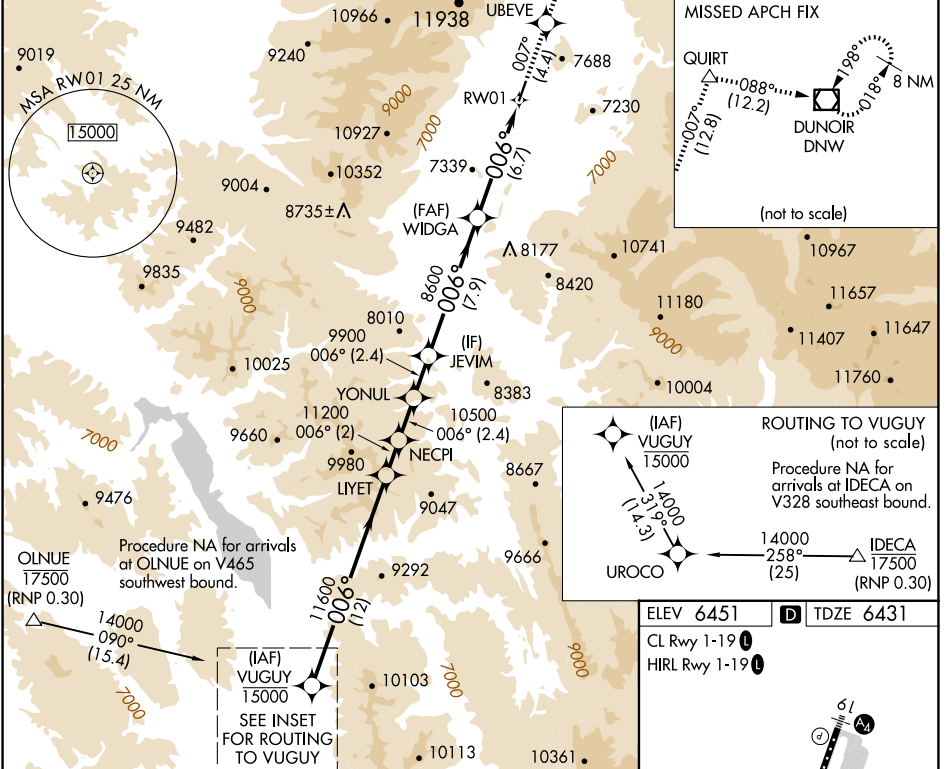 10966
11938
UBEVE
9019
9240
007°
(4.4)
7688
MSA RW01 25 NM
15000
9000
7000
RW01
7230
10927
006°
(6.7)
7339
7000
10352
9004
8735±
(FAF)
WIDGA
9482
8177
10741
10967
9835
9000
8600
006°
(7.9)
8420
11657
11180
8010
9900
006° (2.4)
(IF)
JEVIM
9000
11407
11647
10025
YONUL
8383
10004
11760
11200
006° (2)
10500
006° (2.4)
7000
9660
NECPI
9980
LIYET
8667
9476
9047
Procedure NA for arrivals
at OLNUE on V465
southwest bound.
9666
OLNUE
17500
(RNP 0.30)
9292
11600
006°
(12)
14000
090°
(15.4)
(IAF)
VUGUY
15000
SEE INSET
FOR ROUTING
TO VUGUY
10103
7000
7000
9000
10113
10361
MISSED APCH FIX
QUIRT
088°
(12.2)
198°
018°
8 NM
007°
(12.8)
DUNOIR
DNW
(not to scale)
ROUTING TO VUGUY
(not to scale)
(IAF)
VUGUY
15000
Procedure NA for
arrivals at IDECA on
V328 southeast bound.
14000
319°
(14.3)
14000
258°
(25)
IDECA
17500
(RNP 0.30)
UROCO
ELEV 6451 D TDZE 6431
CL Rwy 1-19 L
HIRL Rwy 1-19 L
19
A4
P